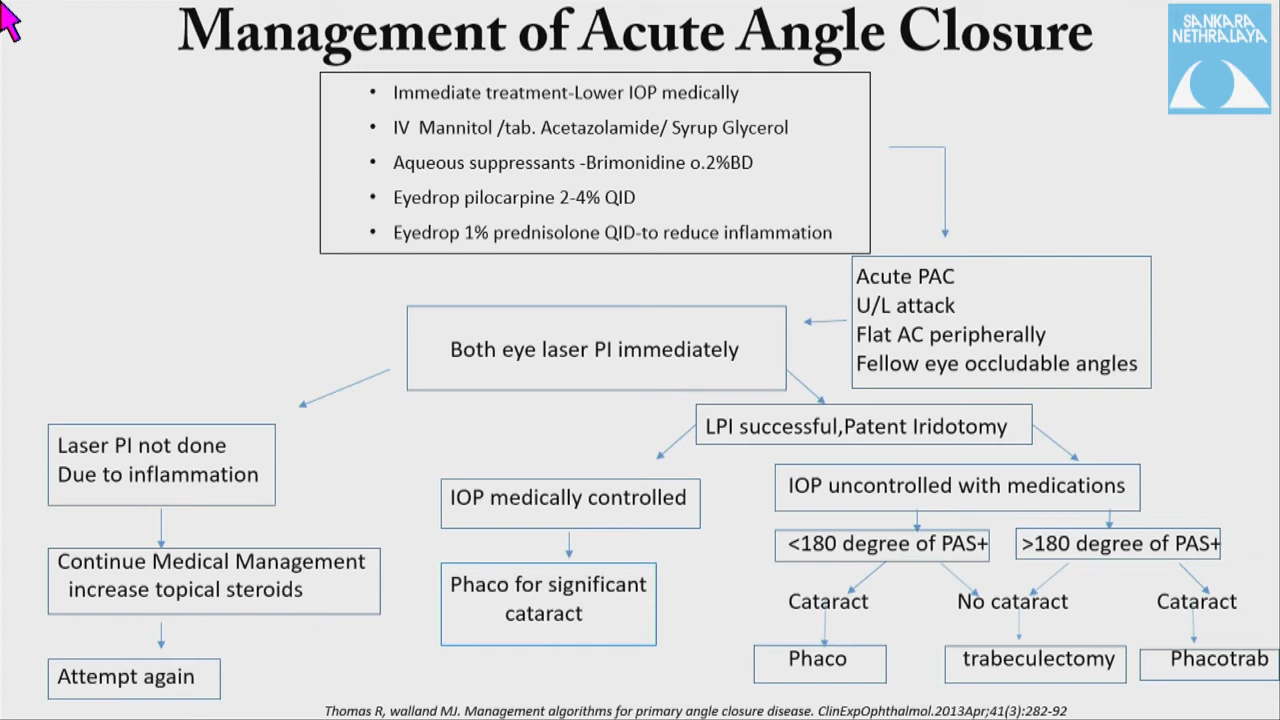 Management of Acute Angle Closure
SANKARA
NETHRALAYA
• Immediate treatment-Lower IOP medically
• IV Mannitol /tab. Acetazolamide/ Syrup Glycerol
• Aqueous suppressants -Brimonidine o.2%BD
• Eyedrop pilocarpine 2-4% QID
• Eyedrop 1% prednisolone QID-to reduce inflammation
Acute PAC
U/L attack
Flat AC peripherally
Fellow eye occludable angles
Both eye laser PI immediately
Laser PI not done
Due to inflammation
Continue Medical Management
increase topical steroids
Attempt again
LPI successful,Patent Iridotomy
IOP medically controlled
Phaco for significant
cataract
IOP uncontrolled with medications
<180 degree of PAS+
>180 degree of PAS+
Cataract
No cataract
Cataract
Phaco
trabeculectomy
Phacotrab
Thomas R, walland MJ. Management algorithms for primary angle closure disease. ClinExpOphthalmol.2013Apr;41(3):282-92